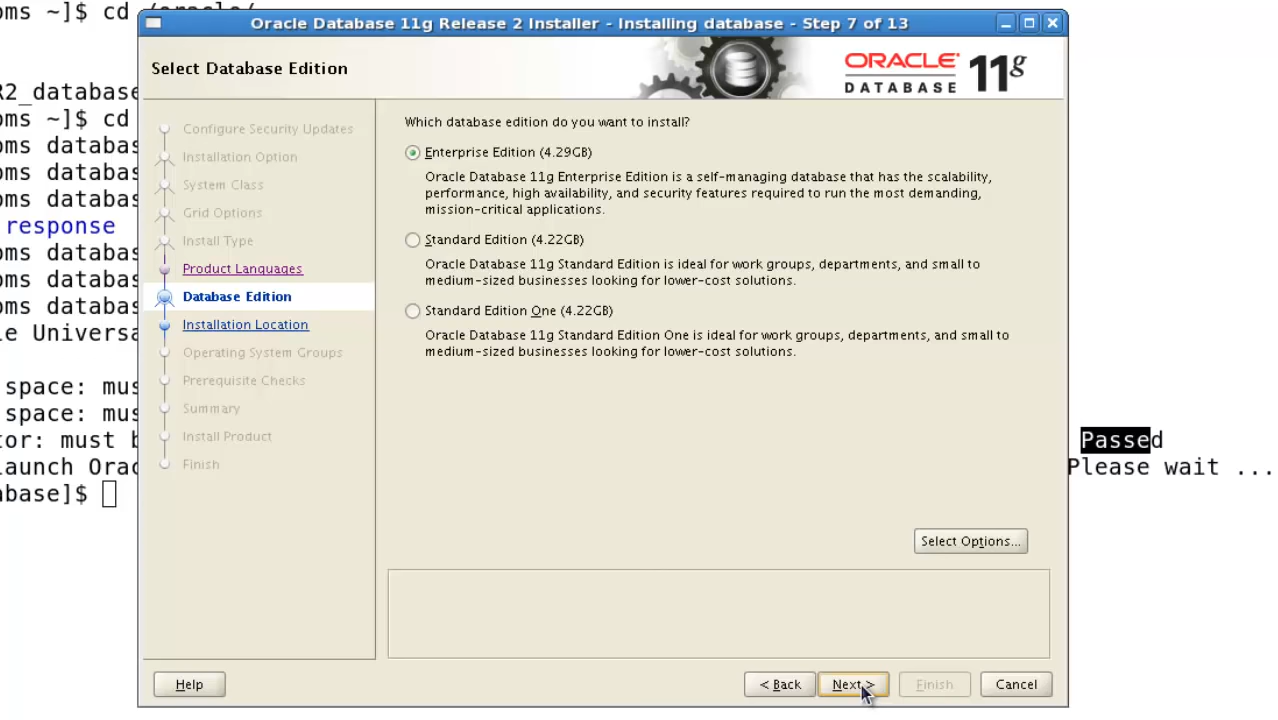 oms ~]$ cd /oracle/
Oracle Database 11g Release 2 Installer - Installing database - Step 7 of 13
Select Database Edition
ORACLE
DATABASE
11g
R2_database
oms ~]$ cd
oms databas
oms databas
oms databas
response
oms databas
oms databas
oms databas
le Universa
space: mus
space: mus
tor: must b
Passed
launch Orac
Please wait ...
abase]$
Configure Security Updates
Installation Option
System Class
Grid Options
Install Type
Product Languages
Database Edition
Installation Location
Operating System Groups
Prerequisite Checks
Summary
Install Product
Finish
Which database edition do you want to install?
Enterprise Edition (4.29GB)
Oracle Database 11g Enterprise Edition is a self-managing database that has the scalability,
performance, high availability, and security features required to run the most demanding,
mission-critical applications.
Standard Edition (4.22GB)
Oracle Database 11g Standard Edition is ideal for work groups, departments, and small to
medium-sized businesses looking for lower-cost solutions.
Standard Edition One (4.22GB)
Oracle Database 11g Standard Edition One is ideal for work groups, departments, and small to
medium-sized businesses looking for lower-cost solutions.
Select Options...
Help
< Back
Next >
Finish
Cancel